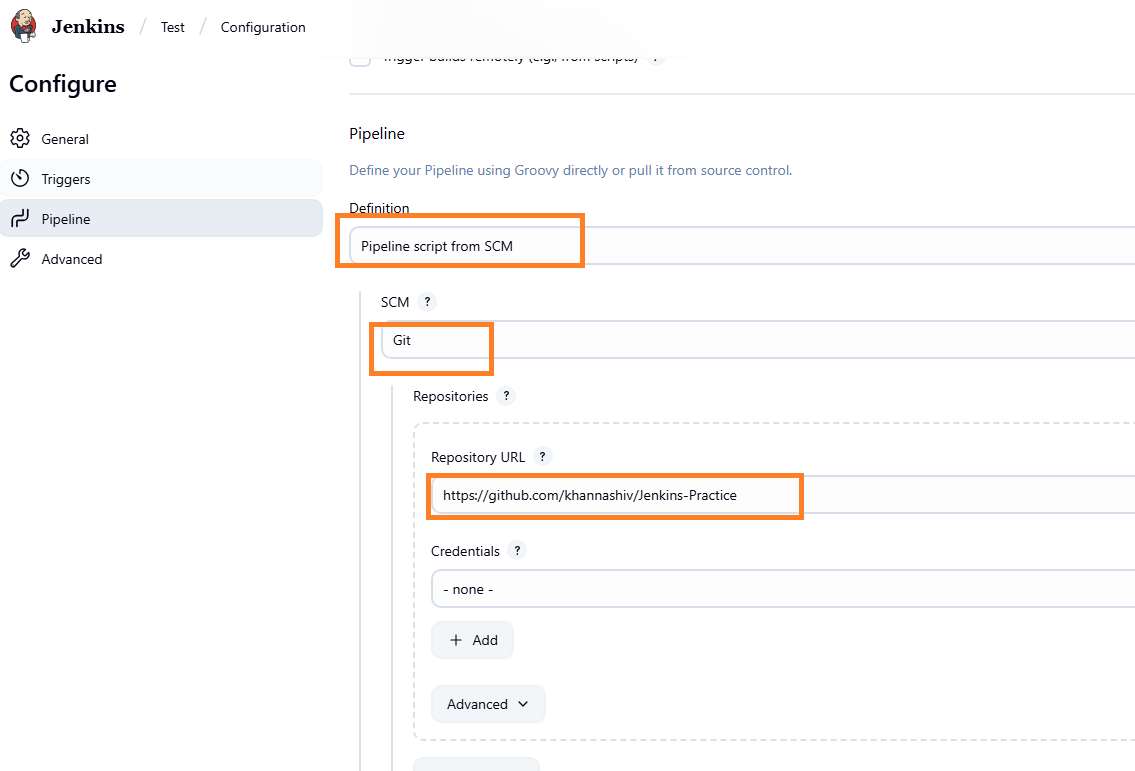 Jenkins / Test / Configuration
Configure
General
Triggers
Pipeline
Advanced
Trigger builds remotely (e.g., from scripts) ?
Pipeline
Define your Pipeline using Groovy directly or pull it from source control.
Definition
Pipeline script from SCM
SCM ?
Git
Repositories ?
Repository URL ?
https://github.com/khannashiv/Jenkins-Practice
Credentials ?
- none -
+ Add
Advanced